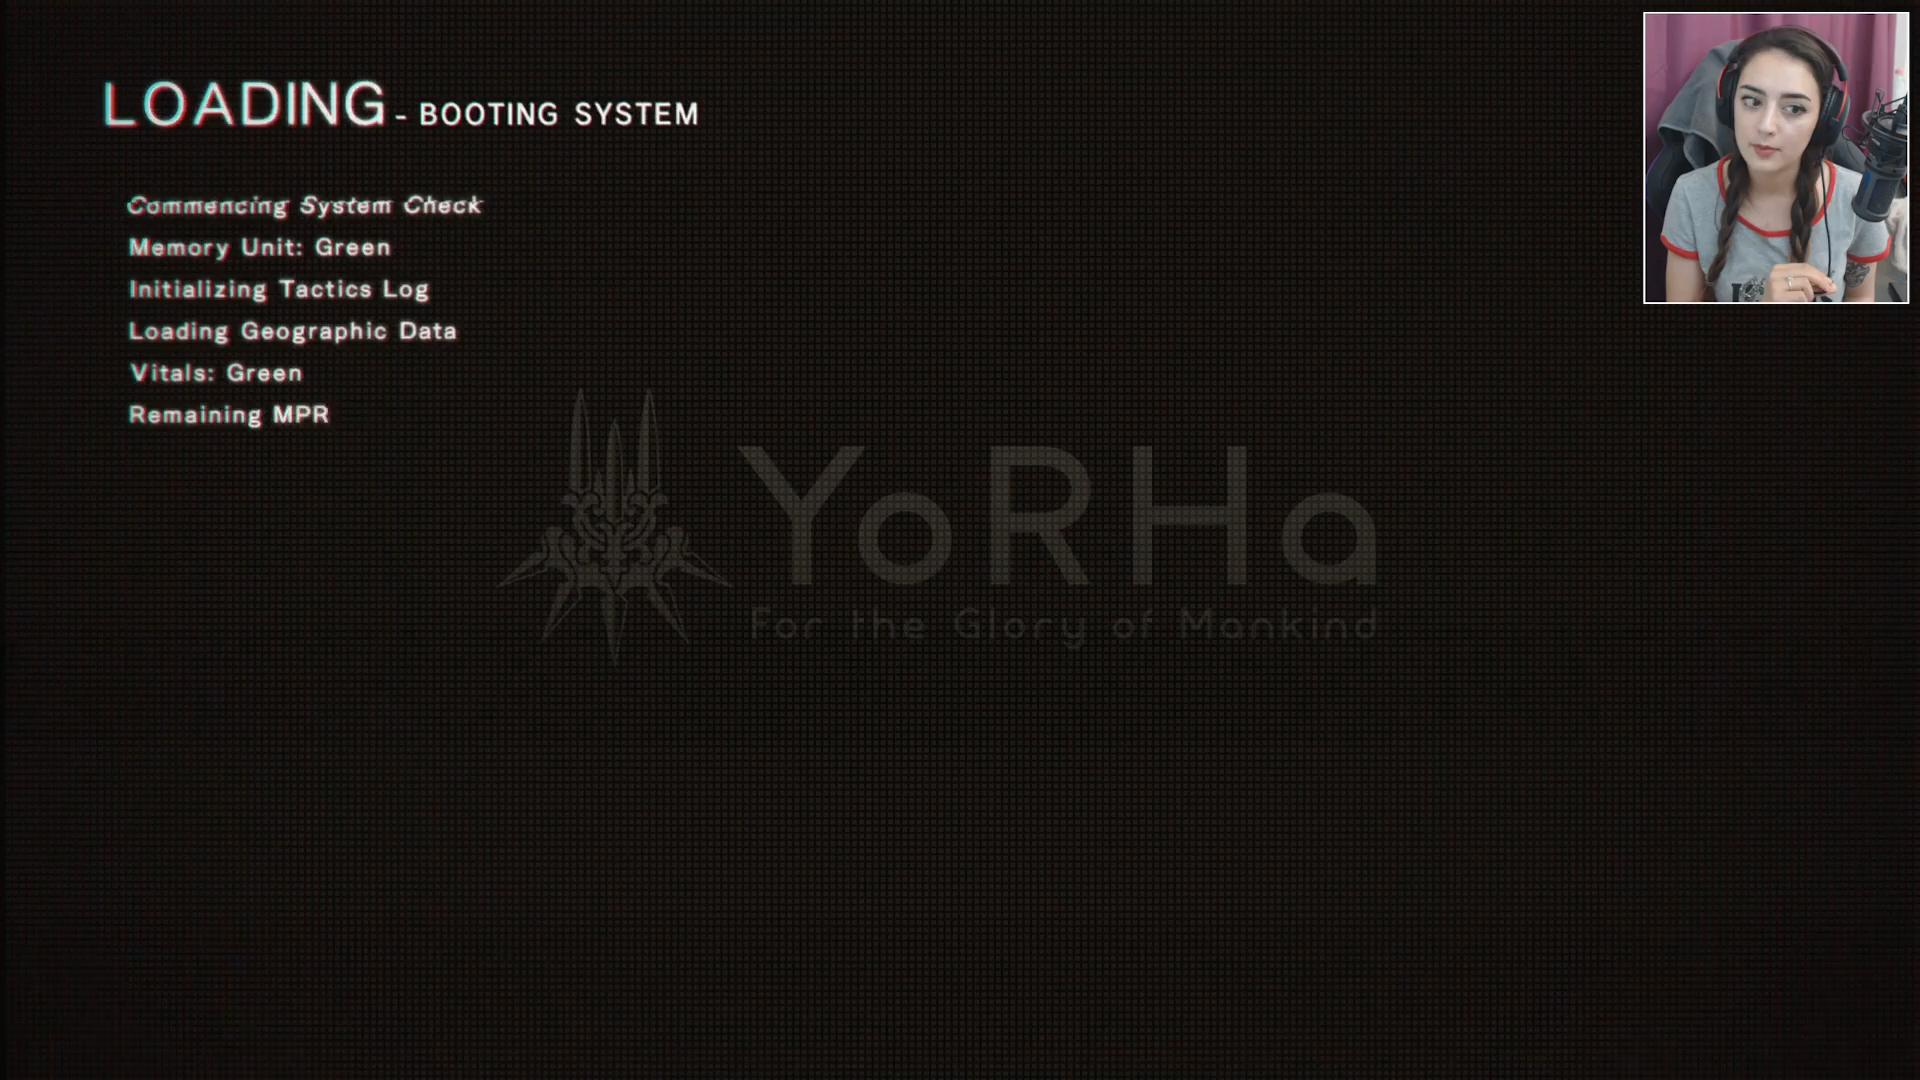 LOADING - BOOTING SYSTEM
Commencing System Check
Memory Unit: Green
Initializing Tactics Log
Loading Geographic Data
Vitals: Green
Remaining MPR
YoRHa
For the Glory of Mankind